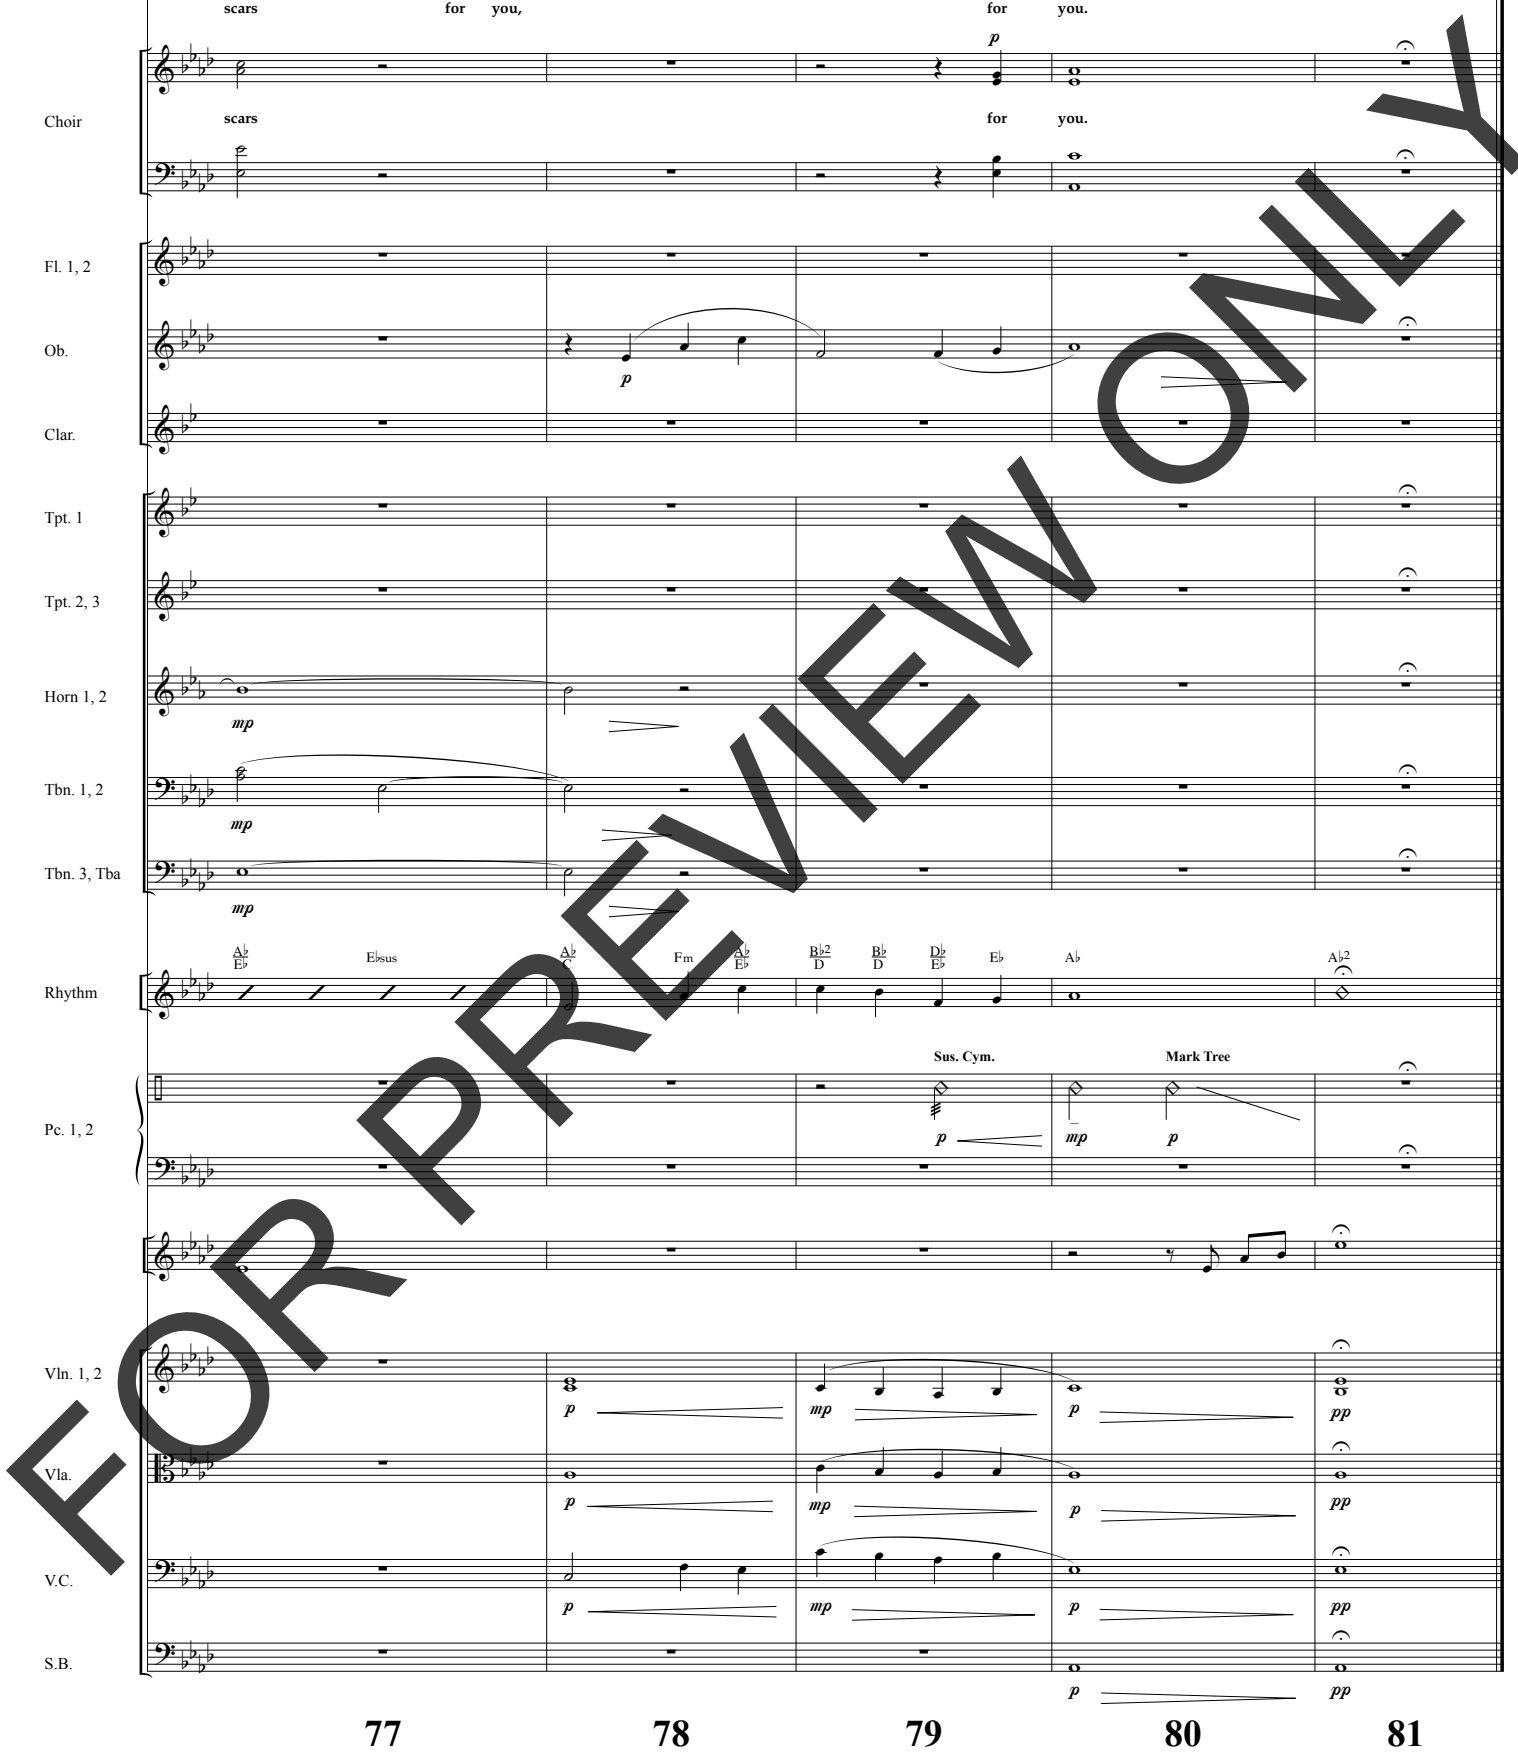 scars for you, for you.
p
Choir
scars for you.
Fl. 1, 2
Ob.
p
Clar.
Tpt. 1
Tpt. 2, 3
Horn 1, 2
mp
Tbn. 1, 2
mp
Tbn. 3, Tba
mp
A♭ E♭sus A♭ Fm A♭ B♭2 B♭ D♭ E♭ A♭ A♭2
E♭ C E♭ D D E♭
Rhythm
Sus. Cym. Mark Tree
Pc. 1, 2
p mp p
Vln. 1, 2
p mp p pp
Vla.
p mp p pp
V.C.
p mp p pp
S.B.
p pp
77 78 79 80 81
FOR PREVIEW ONLY